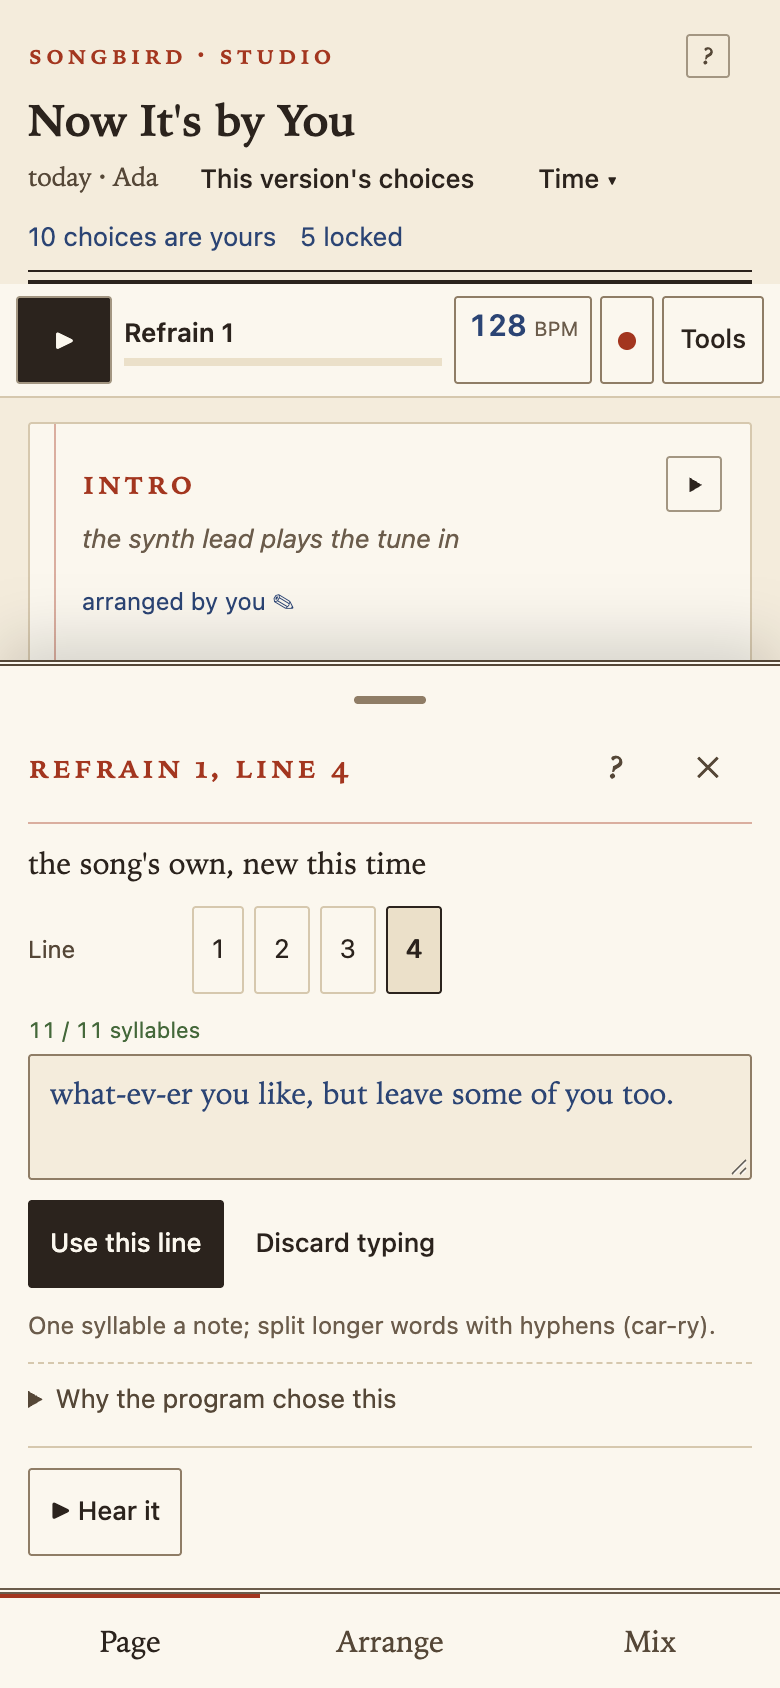 SONGBIRD · STUDIO
?
Now It's by You
today · Ada This version's choices Time ▾
10 choices are yours 5 locked
Refrain 1
128 BPM
Tools
INTRO
the synth lead plays the tune in
arranged by you ✎
REFRAIN 1, LINE 4
?
the song's own, new this time
Line 1 2 3 4
11 / 11 syllables
what-ev-er you like, but leave some of you too.
Use this line Discard typing
One syllable a note; split longer words with hyphens (car-ry).
Why the program chose this
Hear it
Page Arrange Mix